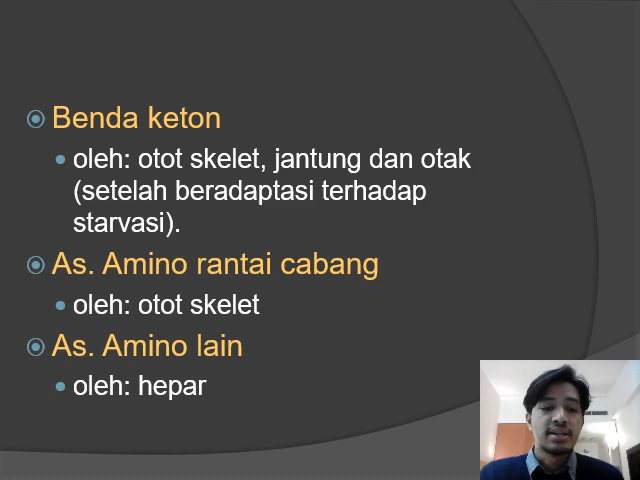 Benda keton
oleh: otot skelet, jantung dan otak
(setelah beradaptasi terhadap
starvasi).
As. Amino rantai cabang
oleh: otot skelet
As. Amino lain
oleh: hepar